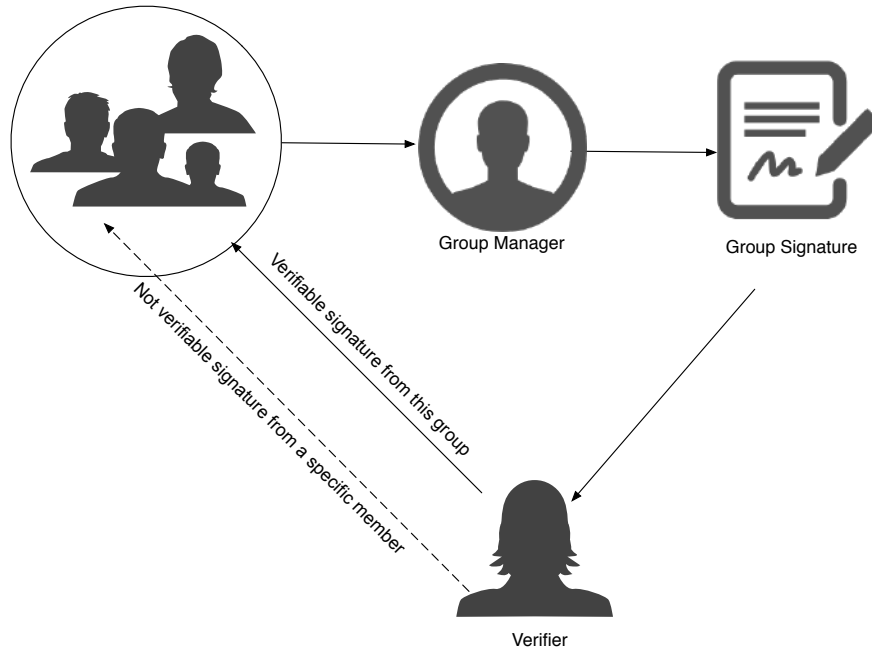 Group Manager
Group Signature
Verifiable signature from this group
Not verifiable signature from a specific member
Verifier